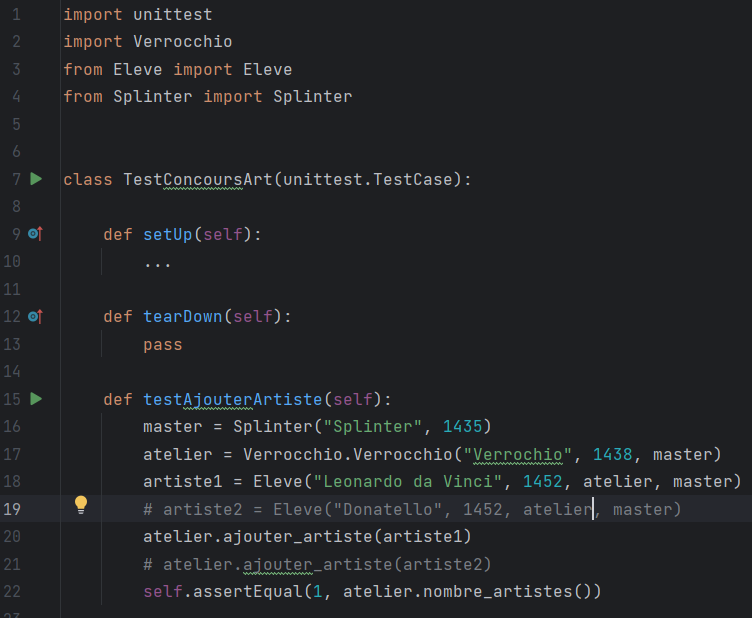 1 import unittest
2 import Verrocchio
3 from Eleve import Eleve
4 from Splinter import Splinter
5
6
7 class TestConcoursArt(unittest.TestCase):
8
9 def setUp(self):
10 ...
11
12 def tearDown(self):
13 pass
14
15 def testAjouterArtiste(self):
16 master = Splinter("Splinter", 1435)
17 atelier = Verrocchio.Verrocchio("Verrochio", 1438, master)
18 artiste1 = Eleve("Leonardo da Vinci", 1452, atelier, master)
19 # artiste2 = Eleve("Donatello", 1452, atelier, master)
20 atelier.ajouter_artiste(artiste1)
21 # atelier.ajouter_artiste(artiste2)
22 self.assertEqual(1, atelier.nombre_artistes())
23